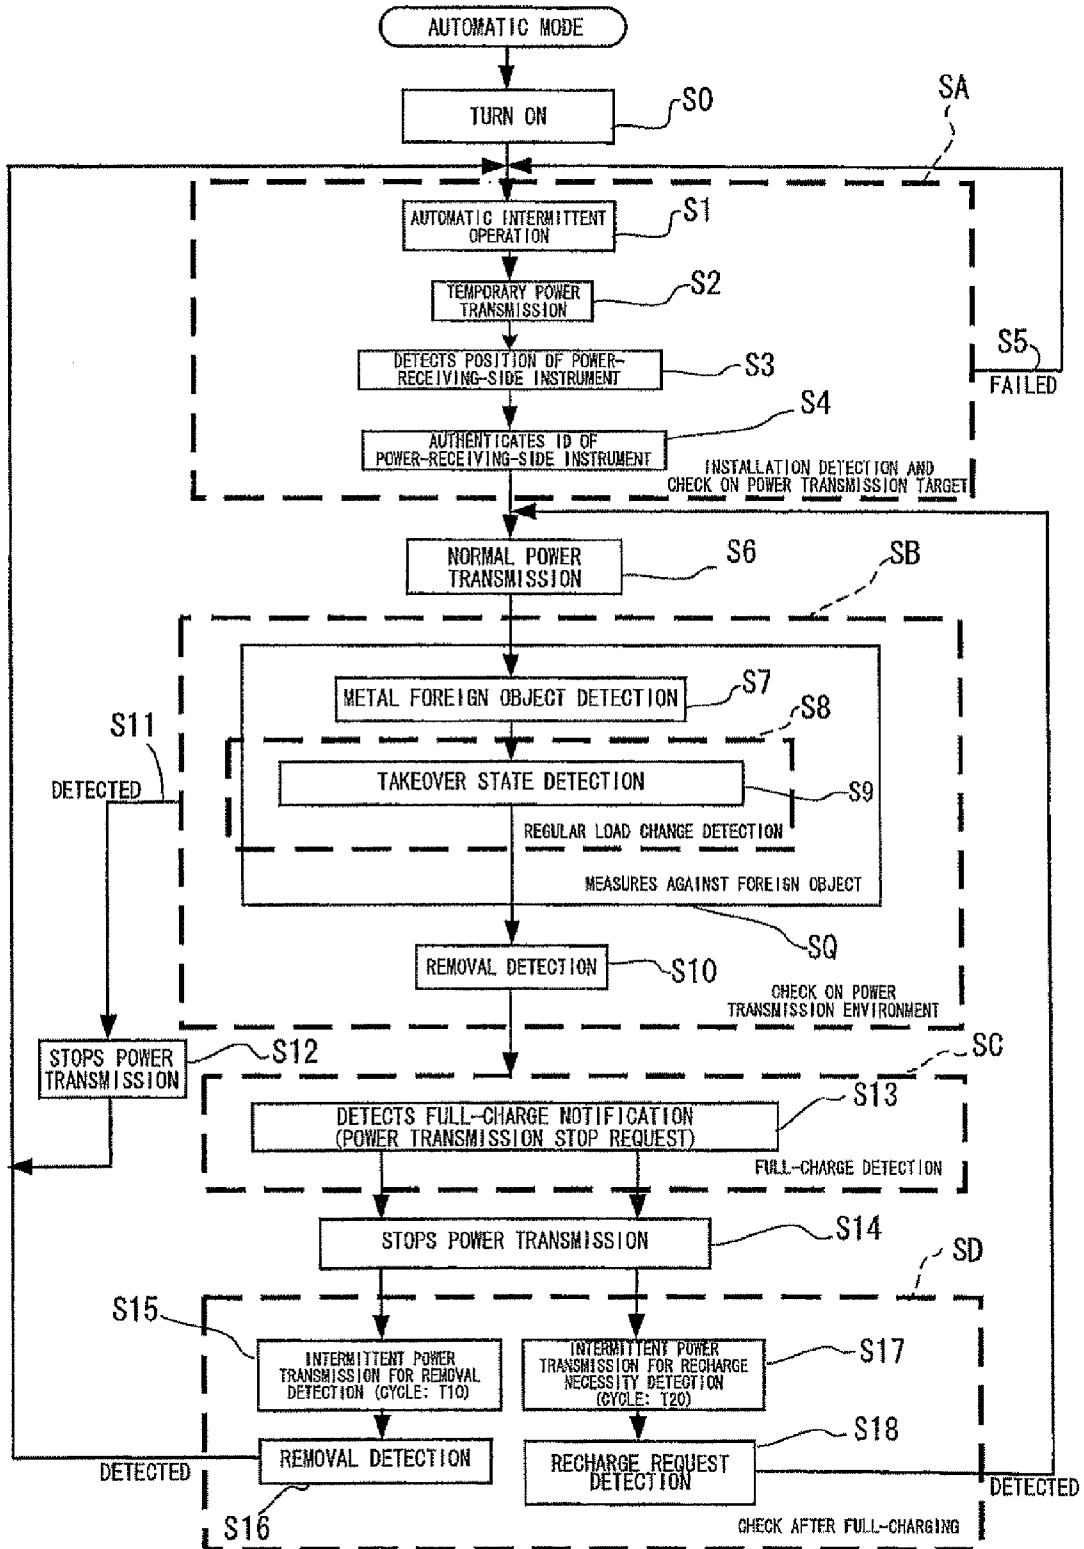 AUTOMATIC MODE
TURN ON
S0
SA
AUTOMATIC INTERMITTENT
OPERATION
S1
TEMPORARY POWER
TRANSMISSION
S2
DETECTS POSITION OF POWER-
RECEIVING-SIDE INSTRUMENT
S3
S5
FAILED
AUTHENTICATES ID OF
POWER-RECEIVING-SIDE INSTRUMENT
S4
INSTALLATION DETECTION AND
CHECK ON POWER TRANSMISSION TARGET
NORMAL POWER
TRANSMISSION
S6
SB
METAL FOREIGN OBJECT DETECTION
S7
S8
S11
DETECTED
TAKEOVER STATE DETECTION
S9
REGULAR LOAD CHANGE DETECTION
MEASURES AGAINST FOREIGN OBJECT
SQ
REMOVAL DETECTION
S10
CHECK ON POWER
TRANSMISSION ENVIRONMENT
STOPS POWER
TRANSMISSION
S12
SC
DETECTS FULL-CHARGE NOTIFICATION
(POWER TRANSMISSION STOP REQUEST)
S13
FULL-CHARGE DETECTION
STOPS POWER TRANSMISSION
S14
SD
S15
INTERMITTENT POWER
TRANSMISSION FOR REMOVAL
DETECTION (CYCLE: T10)
INTERMITTENT POWER
TRANSMISSION FOR RECHARGE
NECESSITY DETECTION
(CYCLE: T20)
S17
REMOVAL DETECTION
DETECTED
S16
RECHARGE REQUEST
DETECTION
S18
DETECTED
CHECK AFTER FULL-CHARGING